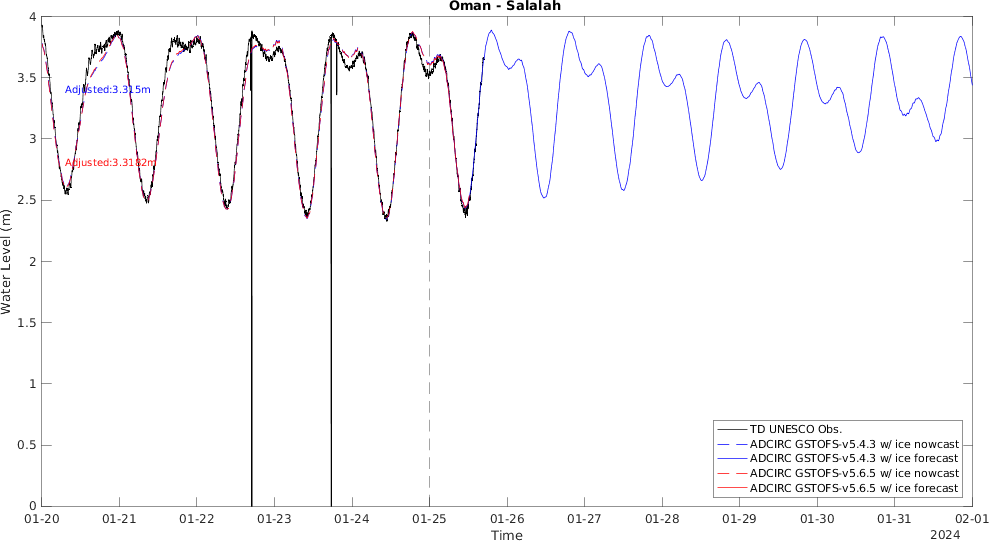 Oman - Salalah
4
3.5
3
2.5
2
1.5
1
0.5
0
Water Level (m)
Adjusted:3.315m
Adjusted:3.3182m
TD UNESCO Obs.
ADCIRC GSTOFS-v5.4.3 w/ ice nowcast
ADCIRC GSTOFS-v5.4.3 w/ ice forecast
ADCIRC GSTOFS-v5.6.5 w/ ice nowcast
ADCIRC GSTOFS-v5.6.5 w/ ice forecast
01-20 01-21 01-22 01-23 01-24 01-25 01-26 01-27 01-28 01-29 01-30 01-31 02-01
Time
2024